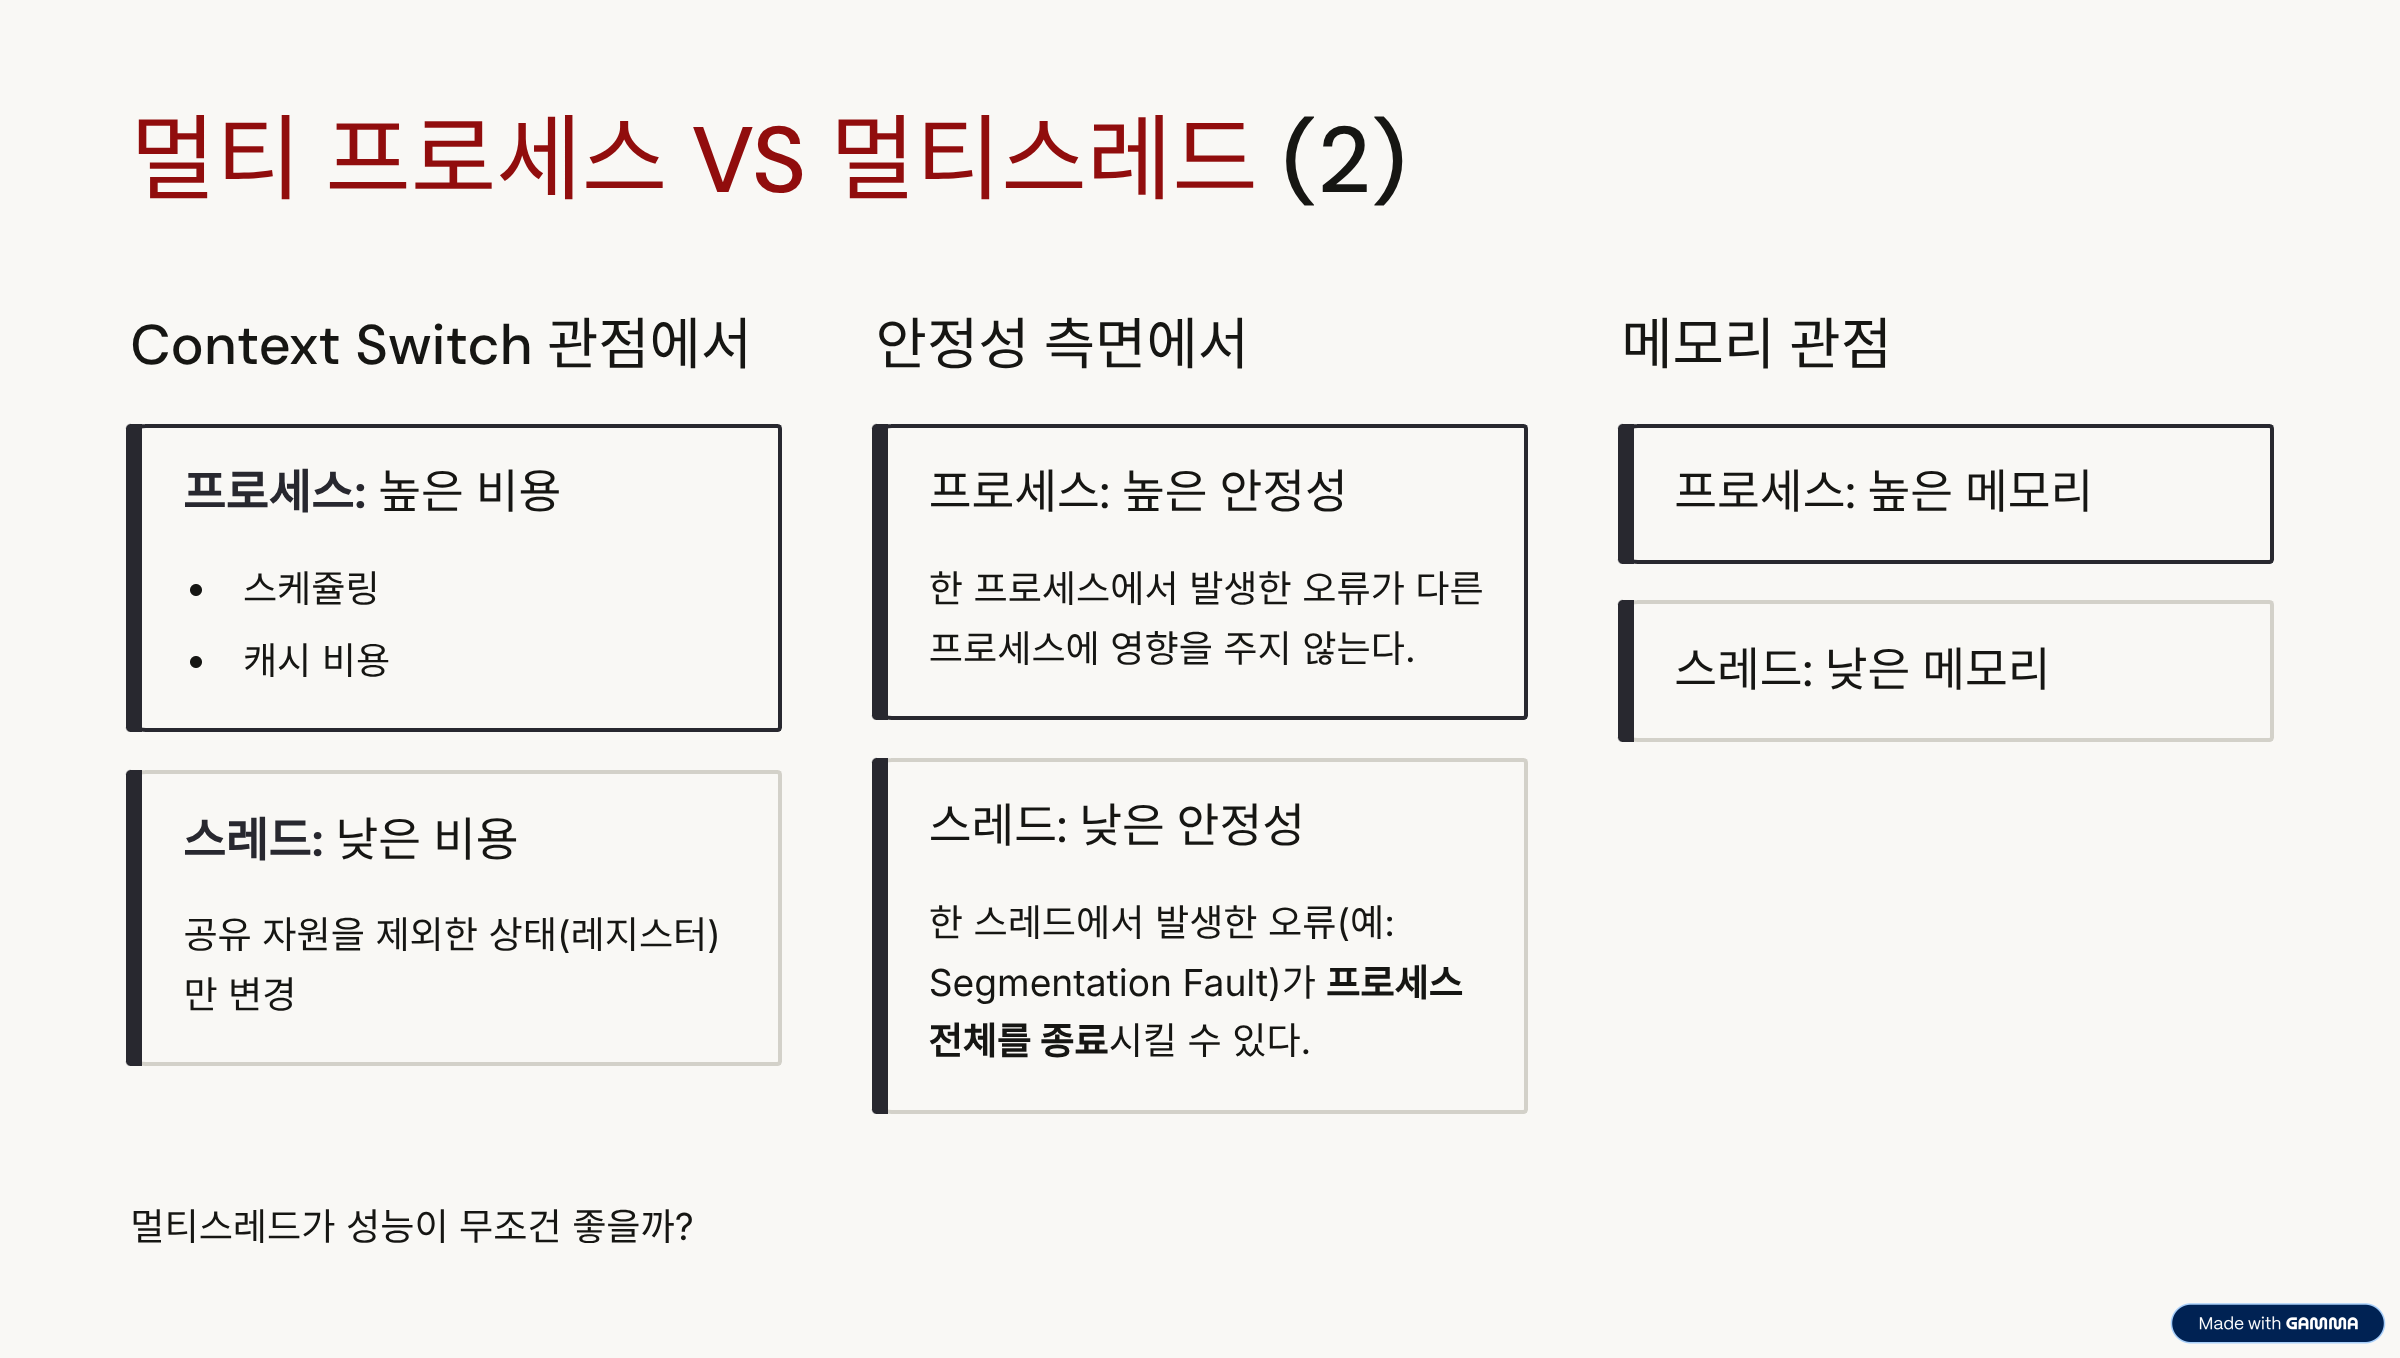 멀티 프로세스 VS 멀티스레드 (2)
Context Switch 관점에서
프로세스: 높은 비용
• 스케쥴링
• 캐시 비용
스레드: 낮은 비용
공유 자원을 제외한 상태(레지스터)
만 변경
안정성 측면에서
프로세스: 높은 안정성
한 프로세스에서 발생한 오류가 다른
프로세스에 영향을 주지 않는다.
스레드: 낮은 안정성
한 스레드에서 발생한 오류(예:
Segmentation Fault)가 프로세스
전체를 종료시킬 수 있다.
메모리 관점
프로세스: 높은 메모리
스레드: 낮은 메모리
멀티스레드가 성능이 무조건 좋을까?
Made with GAMMA